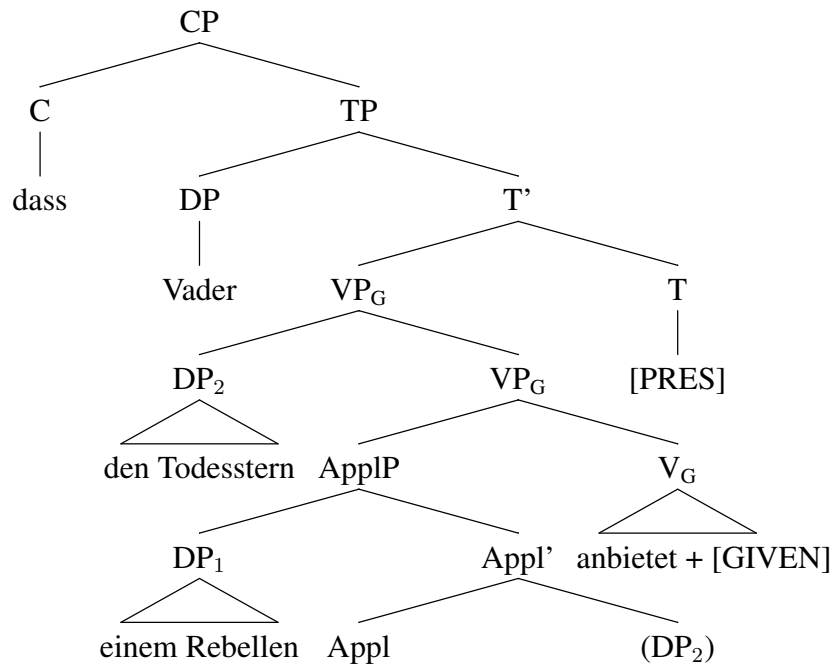 CP
C TP
dass DP T’
Vader VP_G T
DP_2 VP_G [PRES]
den Todesstern ApplP V_G
DP_1 Appl’ anbietet + [GIVEN]
einem Rebellen Appl (DP_2)